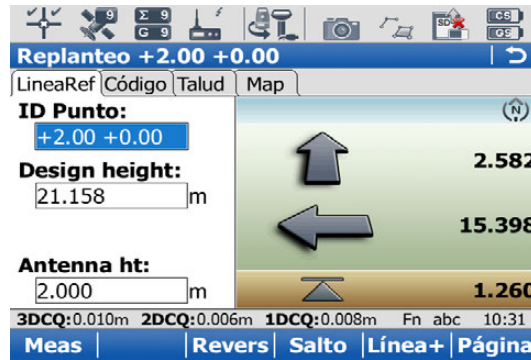 9 Σ 9 CS
G 9 SD GS
Replanteo +2.00 +0.00
LineaRef Código Talud Map
ID Punto: N
+2.00 +0.00
2.582
Design height:
21.158 m
15.398
Antenna ht:
2.000 m 1.260
3DCQ:0.010m 2DCQ:0.006m 1DCQ:0.008m Fn abc 10:31
Meas Revers Salto Línea+ Página